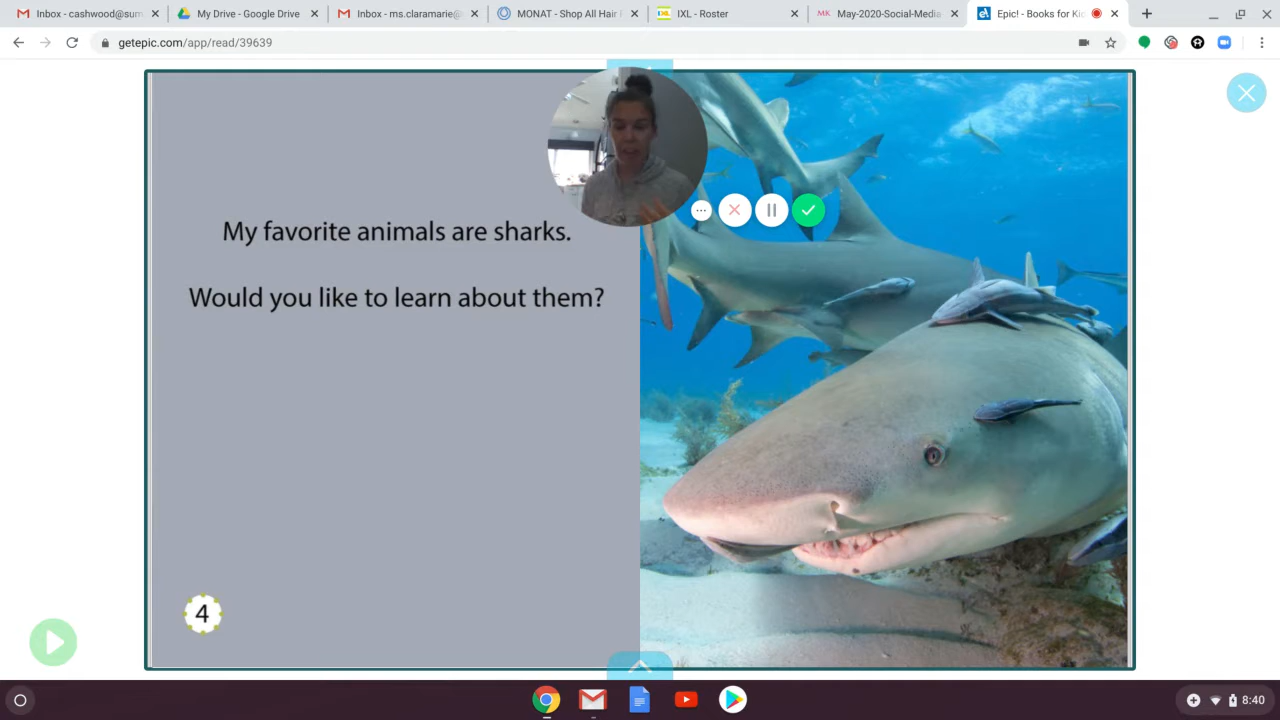 Inbox - cashwood@sum
My Drive - Google Drive
Inbox - mc.claramarie@
MONAT - Shop All Hair
IXL - Roster
MK May-2020-Social-Media
Epic! - Books for Kid
getepic.com/app/read/39639
My favorite animals are sharks.
Would you like to learn about them?
4
8:40